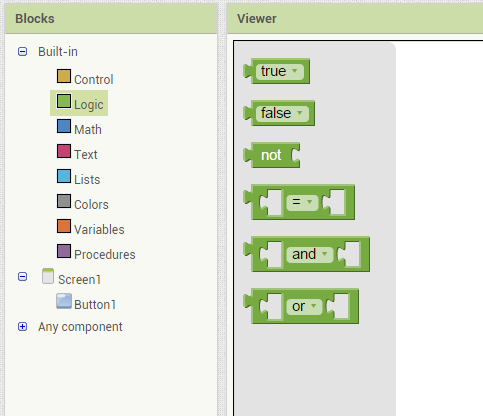 Blocks
Built-in
Control
Logic
Math
Text
Lists
Colors
Variables
Procedures
Screen1
Button1
Any component
Viewer
true
false
not
=
and
or